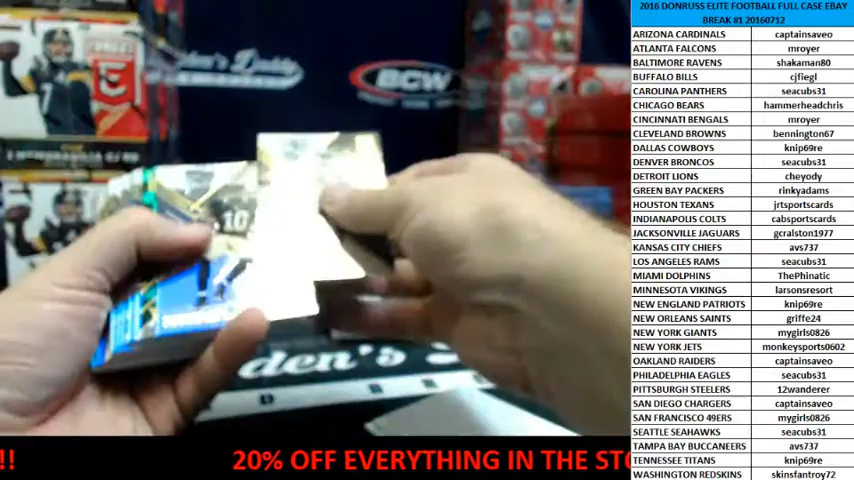 2016 DONRUSS ELITE FOOTBALL FULL CASE EBAY
BREAK #1 20160712
ARIZONA CARDINALS captainsaveo
ATLANTA FALCONS mroyer
BALTIMORE RAVENS shakaman80
BUFFALO BILLS cjfiegl
CAROLINA PANTHERS seacubs31
CHICAGO BEARS hammerheadchris
CINCINNATI BENGALS mroyer
CLEVELAND BROWNS bennington67
DALLAS COWBOYS knip69re
DENVER BRONCOS seacubs31
DETROIT LIONS cheyody
GREEN BAY PACKERS rinkyadams
HOUSTON TEXANS jrtsportscards
INDIANAPOLIS COLTS cabsportscards
JACKSONVILLE JAGUARS gcralston1977
KANSAS CITY CHIEFS avs737
LOS ANGELES RAMS seacubs31
MIAMI DOLPHINS ThePhinatic
MINNESOTA VIKINGS larsonsresort
NEW ENGLAND PATRIOTS knip69re
NEW ORLEANS SAINTS griffe24
NEW YORK GIANTS mygirls0826
NEW YORK JETS monkeysports0602
OAKLAND RAIDERS captainsaveo
PHILADELPHIA EAGLES seacubs31
PITTSBURGH STEELERS 12wanderer
SAN DIEGO CHARGERS captainsaveo
SAN FRANCISCO 49ERS mygirls0826
SEATTLE SEAHAWKS seacubs31
TAMPA BAY BUCCANEERS avs737
TENNESSEE TITANS knip69re
WASHINGTON REDSKINS skinsfantroy72
Daddy
BCW
10
den's
!! 20% OFF EVERYTHING IN THE STO